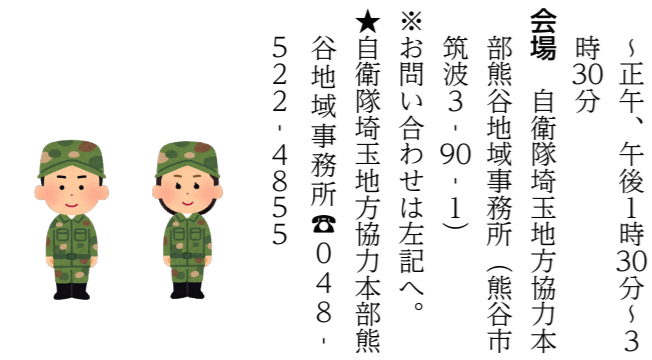 ～正午、午後1時30分～3
時30分
会場　自衛隊埼玉地方協力本
部熊谷地域事務所（熊谷市
筑波3-90-1）
※お問い合わせは左記へ。
★自衛隊埼玉地方協力本部熊
谷地域事務所☎048-
522-4855